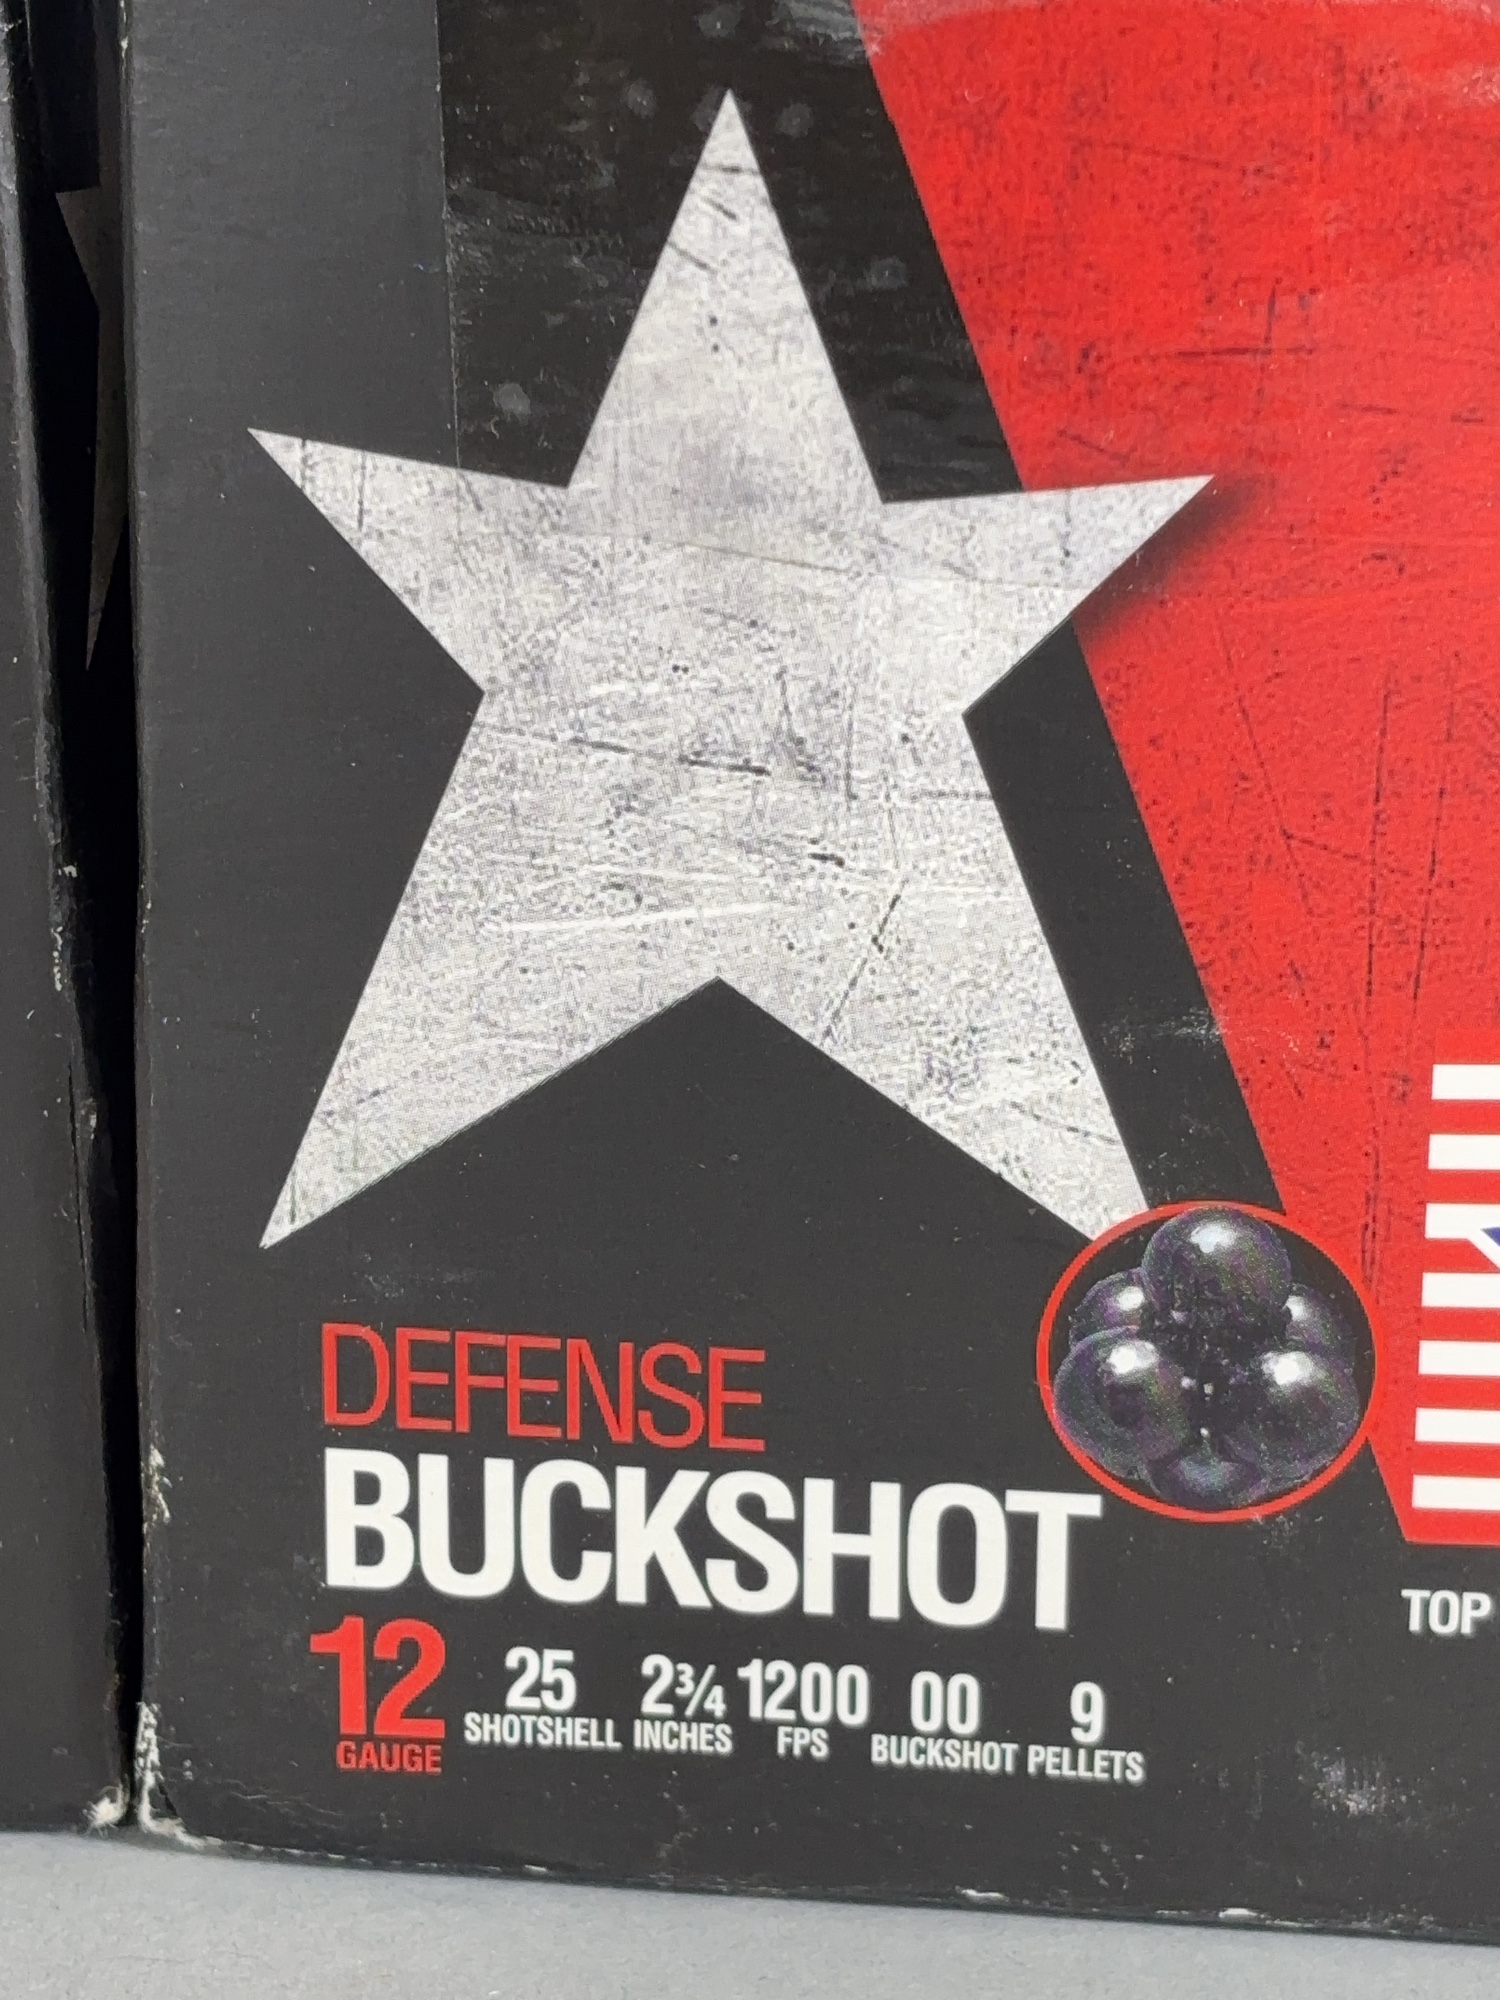 DEFENSE
BUCKSHOT
12 25 2¾ 1200 00 9
GAUGE SHOTSHELL INCHES FPS BUCKSHOT PELLETS
TOP